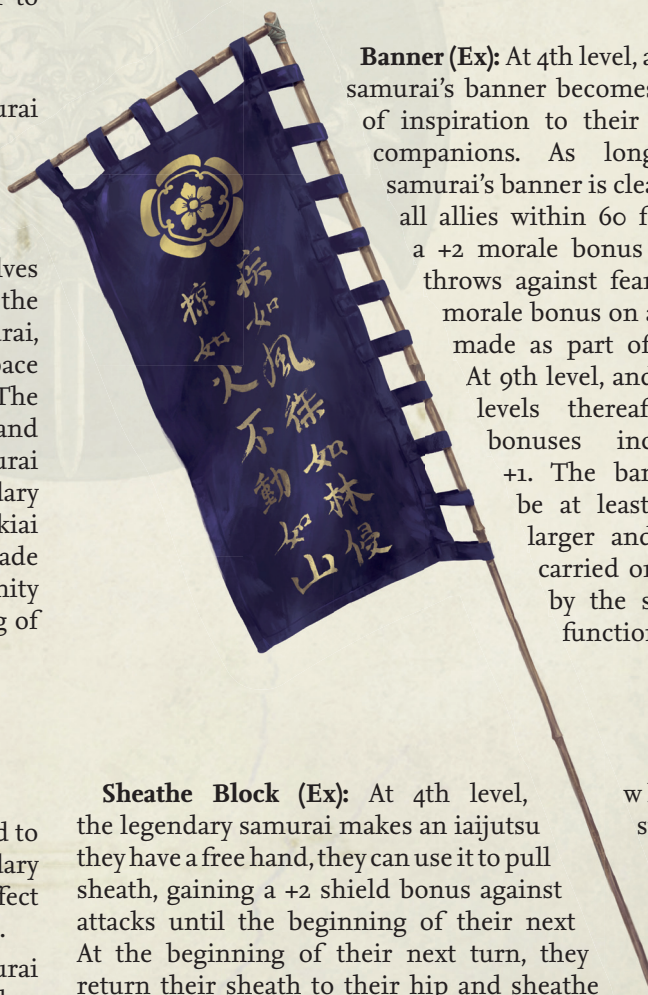 to
urai
lves
the
rai,
pace
The
and
urai
lary
kiai
ade
nity
g of
d to
lary
fect
.
urai
疾如風徐如林侵
掠如火不動如山
Banner (Ex): At 4th level, a
samurai’s banner becomes
of inspiration to their
companions. As long
samurai’s banner is clea
all allies within 60 f
a +2 morale bonus
throws against fear
morale bonus on a
made as part of
At 9th level, and
levels thereaf
bonuses inc
+1. The ban
be at least
larger and
carried or
by the s
function
Sheathe Block (Ex): At 4th level,
the legendary samurai makes an iaijutsu
they have a free hand, they can use it to pull
sheath, gaining a +2 shield bonus against
attacks until the beginning of their next
At the beginning of their next turn, they
return their sheath to their hip and sheathe